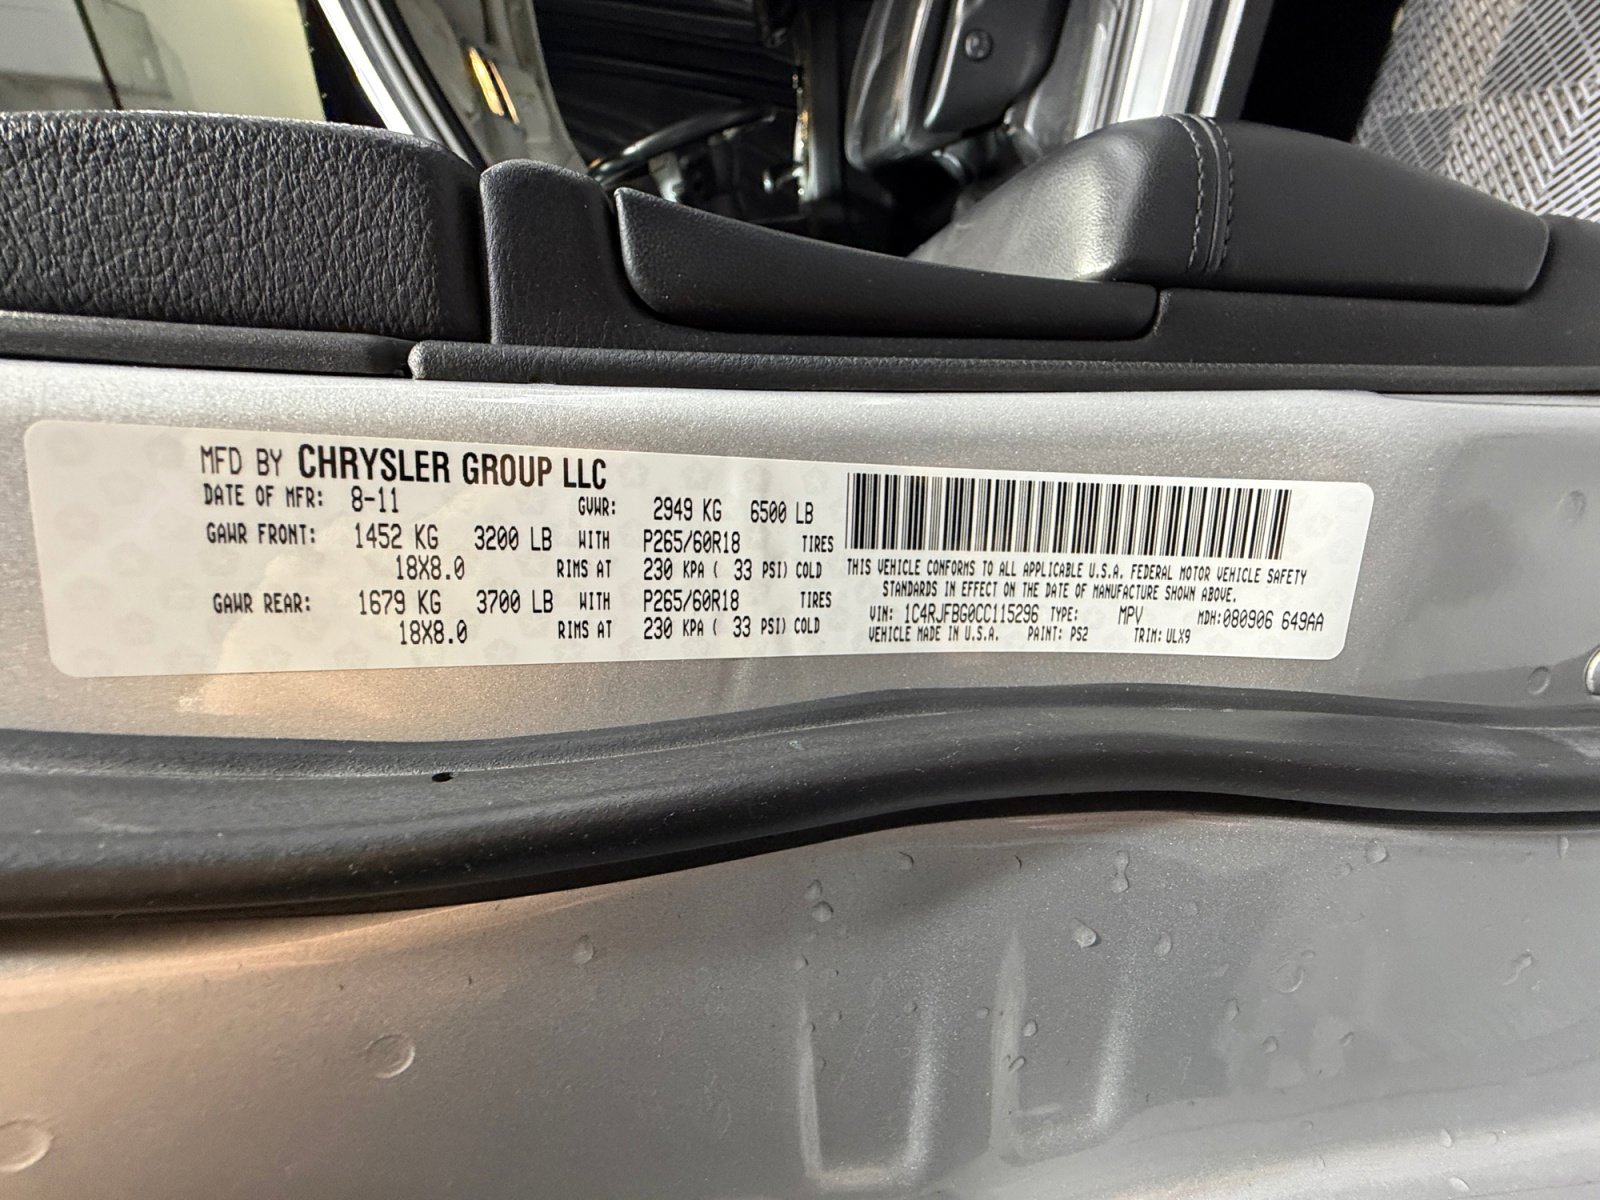 MFD BY CHRYSLER GROUP LLC
DATE OF MFR: 8-11 GVWR: 2949 KG 6500 LB
GAWR FRONT: 1452 KG 3200 LB WITH P265/60R18 TIRES
18X8.0 RIMS AT 230 KPA ( 33 PSI) COLD
GAWR REAR: 1679 KG 3700 LB WITH P265/60R18 TIRES
18X8.0 RIMS AT 230 KPA ( 33 PSI) COLD
THIS VEHICLE CONFORMS TO ALL APPLICABLE U.S.A. FEDERAL MOTOR VEHICLE SAFETY
STANDARDS IN EFFECT ON THE DATE OF MANUFACTURE SHOWN ABOVE.
VIN: 1C4RJFBG0CC115296 TYPE: MPV MDH:080906 649AA
VEHICLE MADE IN U.S.A. PAINT: PS2 TRIM: ULX9